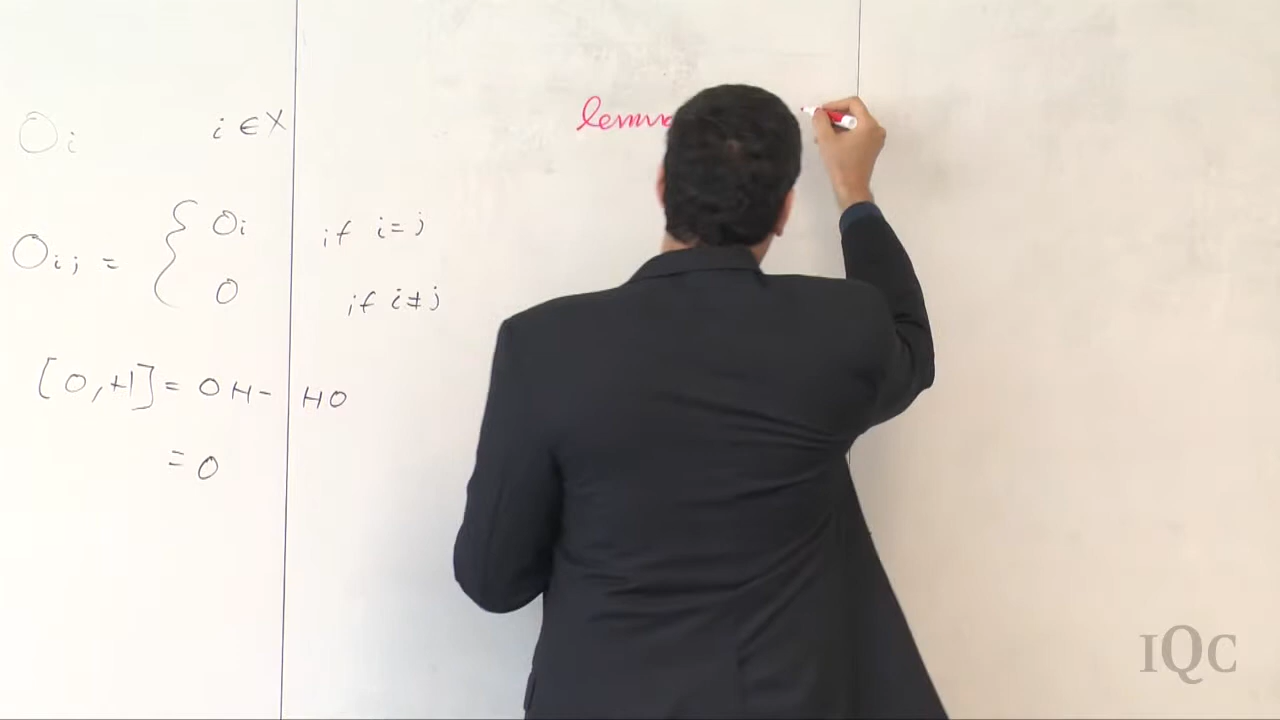 O_i i ∈ X
O_ij = { O_i if i = j
0 if i ≠ j
[O, H] = OH - HO
= 0
IQC